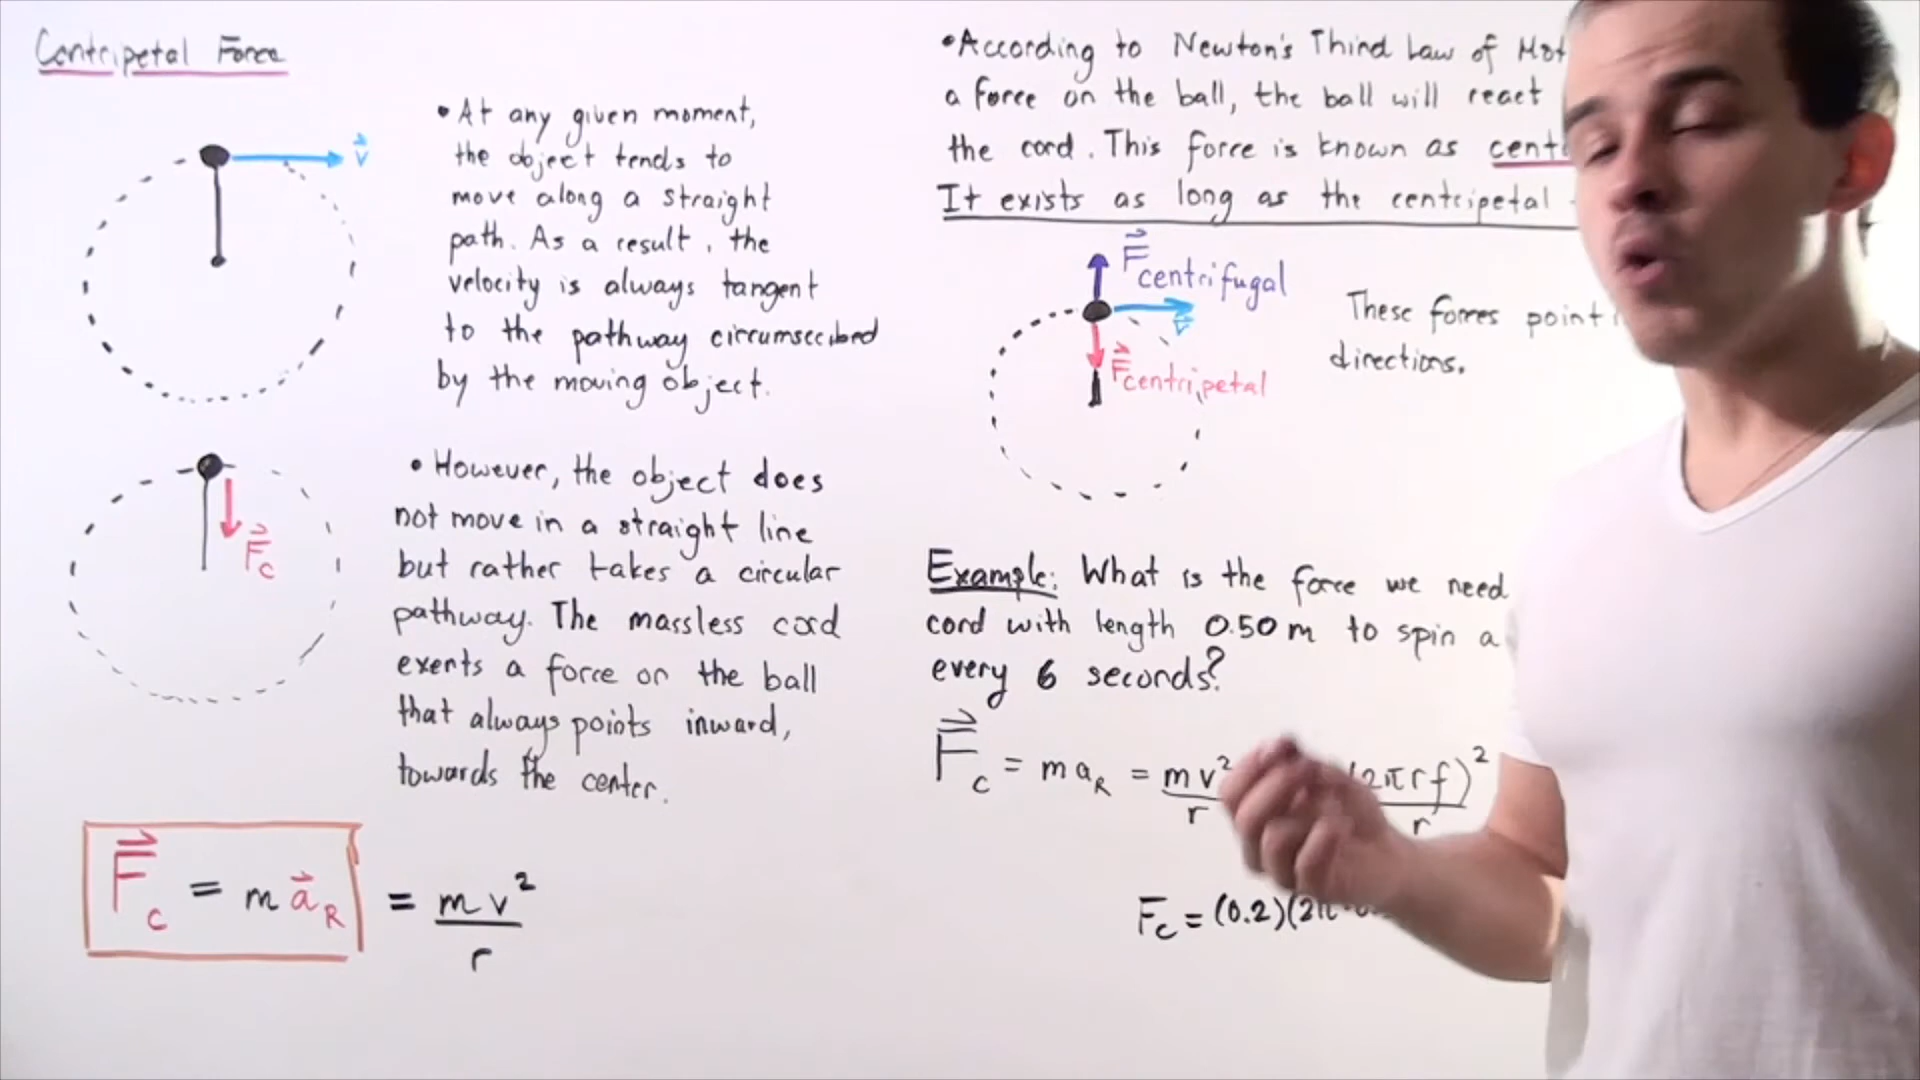 Centripetal Force
v
• At any given moment,
the object tends to
move along a straight
path. As a result, the
velocity is always tangent
to the pathway circumscribed
by the moving object.
F_c
• However, the object does
not move in a straight line
but rather takes a circular
pathway. The massless cord
exerts a force on the ball
that always points inward,
towards the center.
F_c = m a_R = mv²/r
• According to Newton's Third Law of
a force on the ball, the ball will react
the cord. This force is known as
It exists as long as the centripetal
F centrifugal
v
F centripetal
These forces point
directions.
Example: What is the force we need
cord with length 0.50 m to spin a
every 6 seconds?
F_c = m a_R = mv²/r (2πrf)²/r
F_c = (0.2)(2π